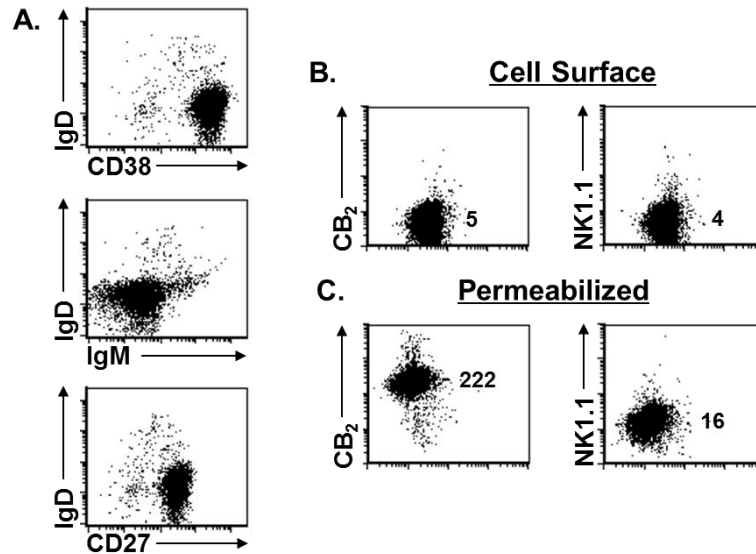 A.
IgD
CD38
IgD
IgM
IgD
CD27
B.
Cell Surface
CB₂
5
NK1.1
4
C.
Permeabilized
CB₂
222
NK1.1
16